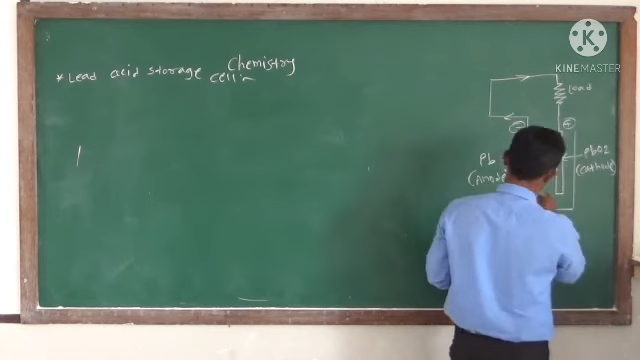 Chemistry
* Lead acid storage cell:-
KINEMASTER
Load
Pb
(Anode
PbO2
(Cathode)